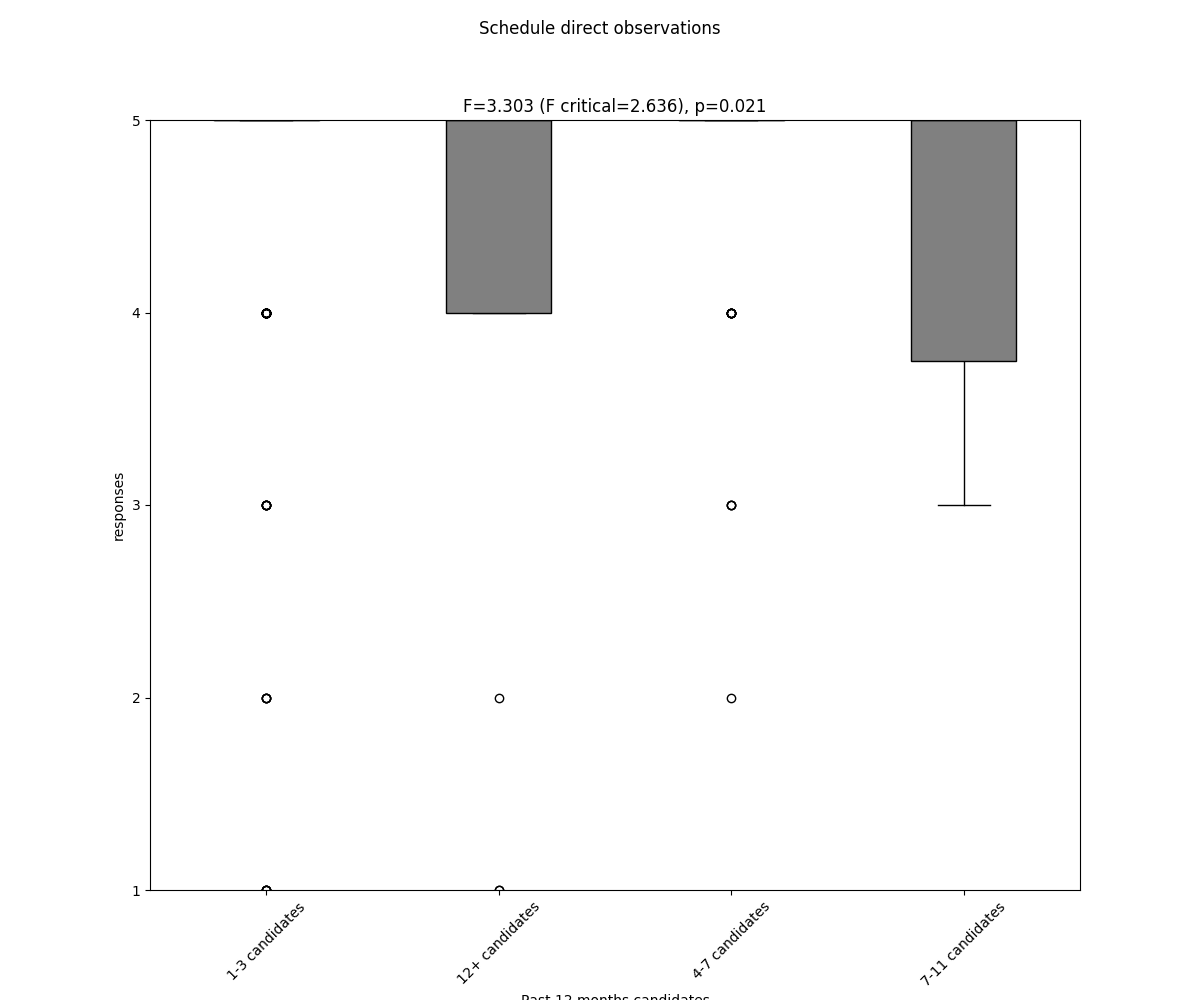 Schedule direct observations
F=3.303 (F critical=2.636), p=0.021
5
4
3
2
1
responses
1-3 candidates
12+ candidates
4-7 candidates
7-11 candidates
Past 12 months candidates